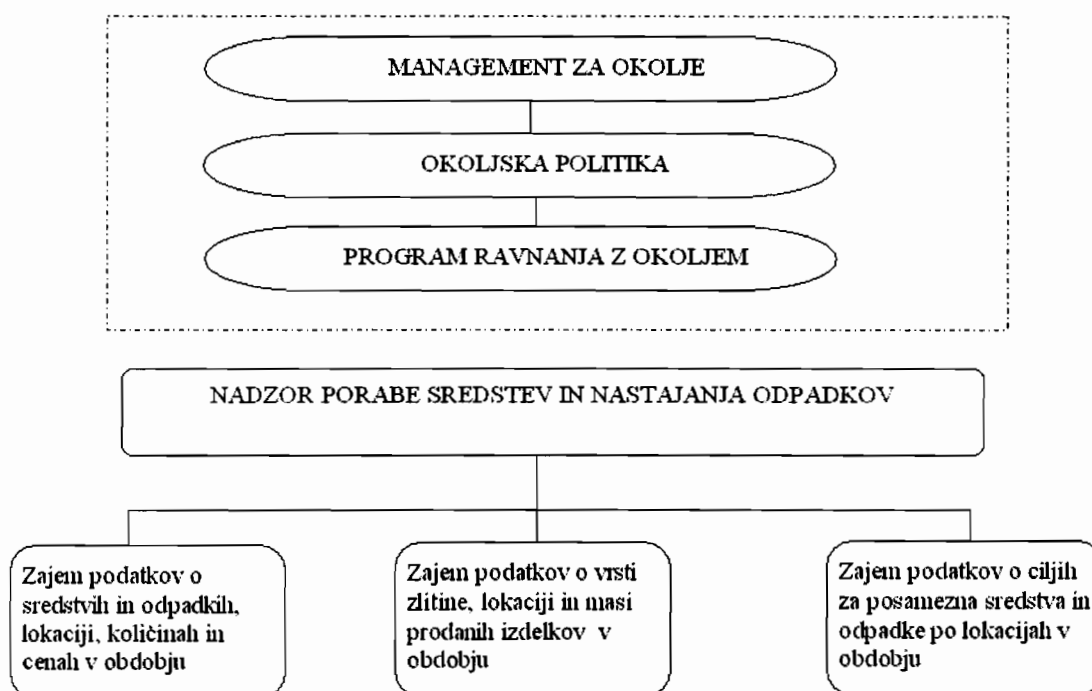 MANAGEMENT ZA OKOLJE
OKOLJSKA POLITIKA
PROGRAM RAVNANJA Z OKOLJEM
NADZOR PORABE SREDSTEV IN NASTAJANJA ODPADKOV
Zajem podatkov o
sredstvih in odpadkih,
lokaciji, količinah in
cenah v obdobju
Zajem podatkov o vrsti
zlitine, lokaciji in masi
prodanih izdelkov v
obdobju
Zajem podatkov o ciljih
za posamezna sredstva in
odpadke po lokacijah v
obdobju